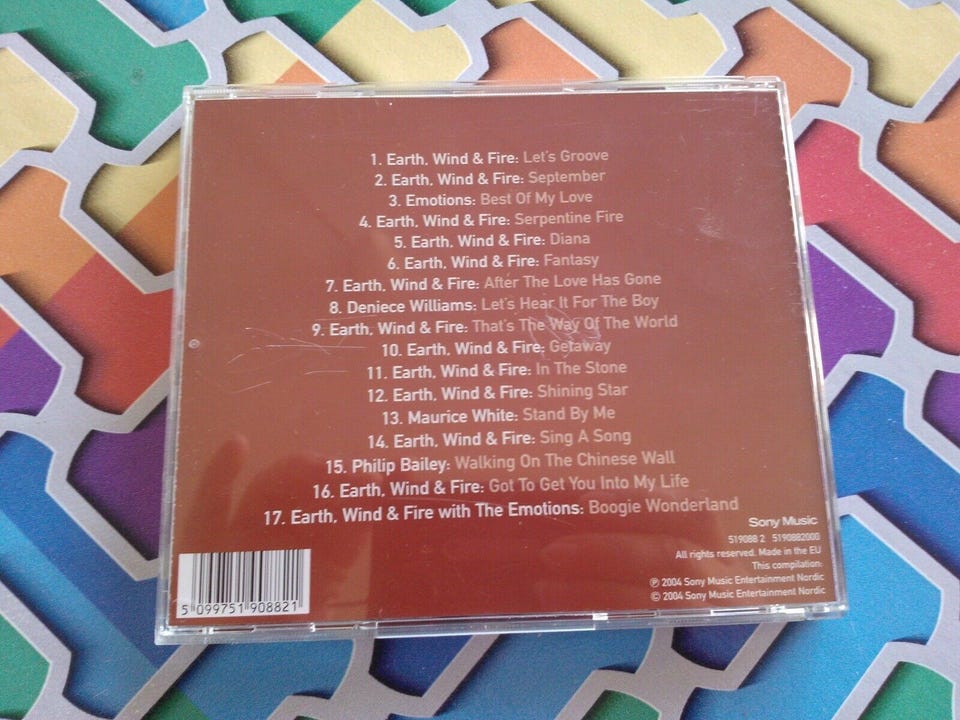 1. Earth, Wind & Fire: Let's Groove
2. Earth, Wind & Fire: September
3. Emotions: Best Of My Love
4. Earth, Wind & Fire: Serpentine Fire
5. Earth, Wind & Fire: Diana
6. Earth, Wind & Fire: Fantasy
7. Earth, Wind & Fire: After The Love Has Gone
8. Deniece Williams: Let's Hear It For The Boy
9. Earth, Wind & Fire: That's The Way Of The World
10. Earth, Wind & Fire: Getaway
11. Earth, Wind & Fire: In The Stone
12. Earth, Wind & Fire: Shining Star
13. Maurice White: Stand By Me
14. Earth, Wind & Fire: Sing A Song
15. Philip Bailey: Walking On The Chinese Wall
16. Earth, Wind & Fire: Got To Get You Into My Life
17. Earth, Wind & Fire with The Emotions: Boogie Wonderland
Sony Music
519088 2 5190882000
All rights reserved. Made in the EU
This compilation:
℗ 2004 Sony Music Entertainment Nordic
© 2004 Sony Music Entertainment Nordic
5 099751 908821